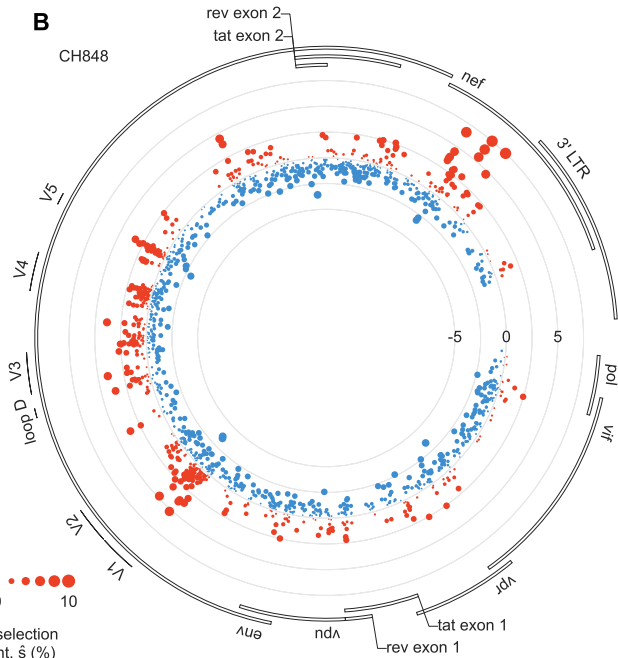 B
CH848
rev exon 2
tat exon 2
nef
3' LTR
V5
V4
V3
loop D
V2
V1
-5 0 5
pol
vif
vpr
tat exon 1
rev exon 1
vpu
env
10
selection
ŝ (%)